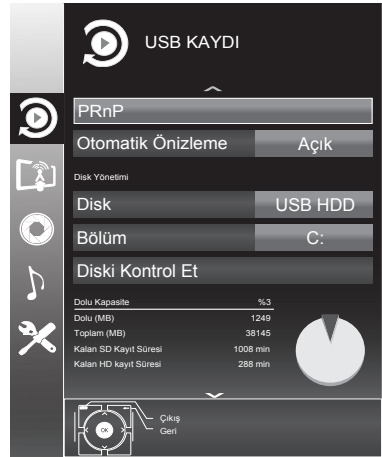 USB KAYDI
PRnP
Otomatik Önizleme Açık
Disk Yönetimi
Disk USB HDD
Bölüm C:
Diski Kontrol Et
Dolu Kapasite %3
Dolu (MB) 1249
Toplam (MB) 38145
Kalan SD Kayıt Süresi 1008 min
Kalan HD kayıt Süresi 288 min
Çıkış
OK Geri